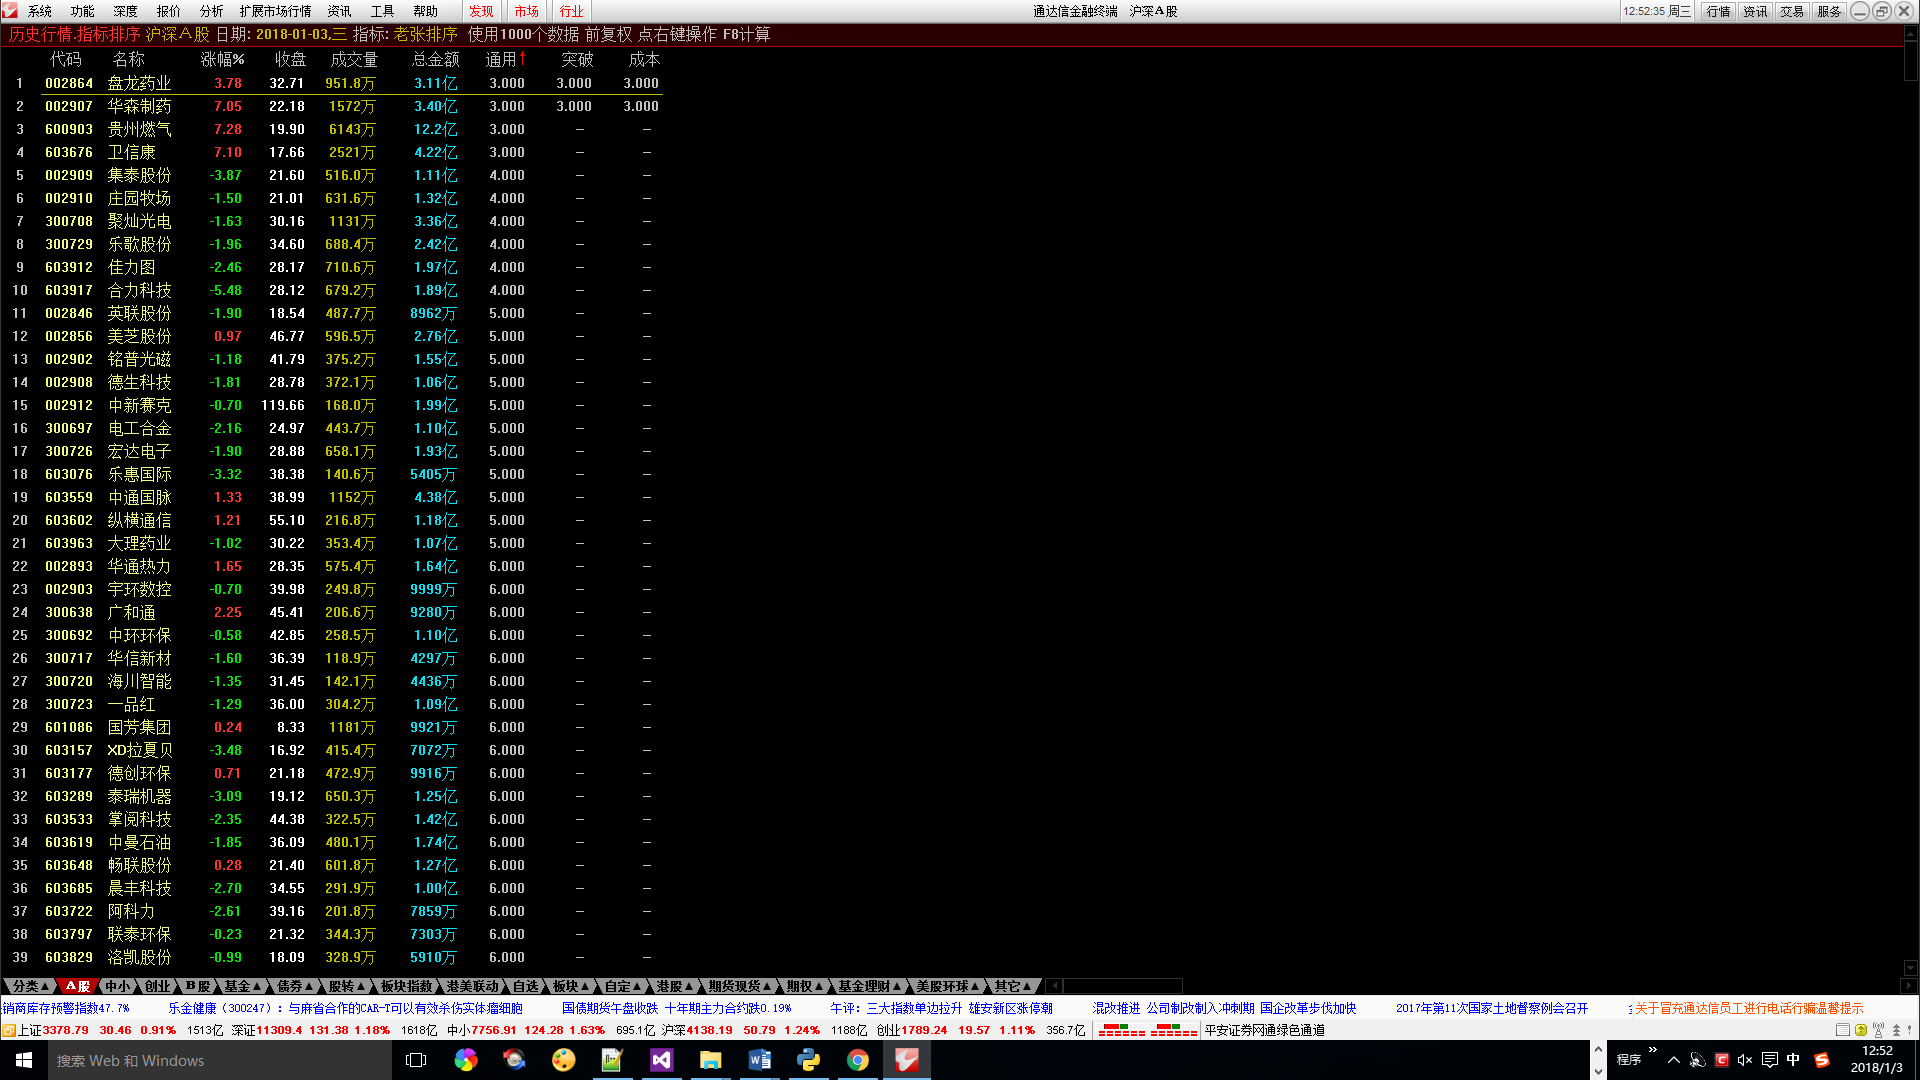 系统 功能 深度 报价 分析 扩展市场行情 资讯 工具 帮助 发现 市场 行业 通达信金融终端 沪深A股 12:52:35 周三 行情 资讯 交易 服务
历史行情.指标排序 沪深A股 日期: 2018-01-03,三 指标: 老张排序 使用1000个数据 前复权 点右键操作 F8计算
代码 名称 涨幅% 收盘 成交量 总金额 通用↑ 突破 成本
1 002864 盘龙药业 3.78 32.71 951.8万 3.11亿 3.000 3.000 3.000
2 002907 华森制药 7.05 22.18 1572万 3.40亿 3.000 3.000 3.000
3 600903 贵州燃气 7.28 19.90 6143万 12.2亿 3.000 – –
4 603676 卫信康 7.10 17.66 2521万 4.22亿 3.000 – –
5 002909 集泰股份 -3.87 21.60 516.0万 1.11亿 4.000 – –
6 002910 庄园牧场 -1.50 21.01 631.6万 1.32亿 4.000 – –
7 300708 聚灿光电 -1.63 30.16 1131万 3.36亿 4.000 – –
8 300729 乐歌股份 -1.96 34.60 688.4万 2.42亿 4.000 – –
9 603912 佳力图 -2.46 28.17 710.6万 1.97亿 4.000 – –
10 603917 合力科技 -5.48 28.12 679.2万 1.89亿 4.000 – –
11 002846 英联股份 -1.90 18.54 487.7万 8962万 5.000 – –
12 002856 美芝股份 0.97 46.77 596.5万 2.76亿 5.000 – –
13 002902 铭普光磁 -1.18 41.79 375.2万 1.55亿 5.000 – –
14 002908 德生科技 -1.81 28.78 372.1万 1.06亿 5.000 – –
15 002912 中新赛克 -0.70 119.66 168.0万 1.99亿 5.000 – –
16 300697 电工合金 -2.16 24.97 443.7万 1.10亿 5.000 – –
17 300726 宏达电子 -1.90 28.88 658.1万 1.93亿 5.000 – –
18 603076 乐惠国际 -3.32 38.38 140.6万 5405万 5.000 – –
19 603559 中通国脉 1.33 38.99 1152万 4.38亿 5.000 – –
20 603602 纵横通信 1.21 55.10 216.8万 1.18亿 5.000 – –
21 603963 大理药业 -1.02 30.22 353.4万 1.07亿 5.000 – –
22 002893 华通热力 1.65 28.35 575.4万 1.64亿 6.000 – –
23 002903 宇环数控 -0.70 39.98 249.8万 9999万 6.000 – –
24 300638 广和通 2.25 45.41 206.6万 9280万 6.000 – –
25 300692 中环环保 -0.58 42.85 258.5万 1.10亿 6.000 – –
26 300717 华信新材 -1.60 36.39 118.9万 4297万 6.000 – –
27 300720 海川智能 -1.35 31.45 142.1万 4436万 6.000 – –
28 300723 一品红 -1.29 36.00 304.2万 1.09亿 6.000 – –
29 601086 国芳集团 0.24 8.33 1181万 9921万 6.000 – –
30 603157 XD拉夏贝 -3.48 16.92 415.4万 7072万 6.000 – –
31 603177 德创环保 0.71 21.18 472.9万 9916万 6.000 – –
32 603289 泰瑞机器 -3.09 19.12 650.3万 1.25亿 6.000 – –
33 603533 掌阅科技 -2.35 44.38 322.5万 1.42亿 6.000 – –
34 603619 中曼石油 -1.85 36.09 480.1万 1.74亿 6.000 – –
35 603648 畅联股份 0.28 21.40 601.8万 1.27亿 6.000 – –
36 603685 晨丰科技 -2.70 34.55 291.9万 1.00亿 6.000 – –
37 603722 阿科力 -2.61 39.16 201.8万 7859万 6.000 – –
38 603797 联泰环保 -0.23 21.32 344.3万 7303万 6.000 – –
39 603829 洛凯股份 -0.99 18.09 328.9万 5910万 6.000 – –
分类▲ A股 中小 创业 B股 基金▲ 债券▲ 股转▲ 板块指数 港美联动 自选 板块▲ 自定▲ 港股▲ 期货现货▲ 期权▲ 基金理财▲ 美股环球▲ 其它▲
销商库存预警指数47.7% 乐金健康(300247):与麻省合作的CAR-T可以有效杀伤实体瘤细胞 国债期货午盘收跌 十年期主力合约跌0.19% 午评:三大指数单边拉升 雄安新区涨停潮 混改推进 公司制改制入冲刺期 国企改革步伐加快 2017年第11次国家土地督察例会召开 关于冒充通达信员工进行电话行骗温馨提示
上证3378.79 30.46 0.91% 1513亿 深证11309.4 131.38 1.18% 1618亿 中小7756.91 124.28 1.63% 695.1亿 沪深4138.19 50.79 1.24% 1188亿 创业1789.24 19.57 1.11% 356.7亿 平安证券网通绿色通道
搜索 Web 和 Windows 程序 » 中 12:52
2018/1/3